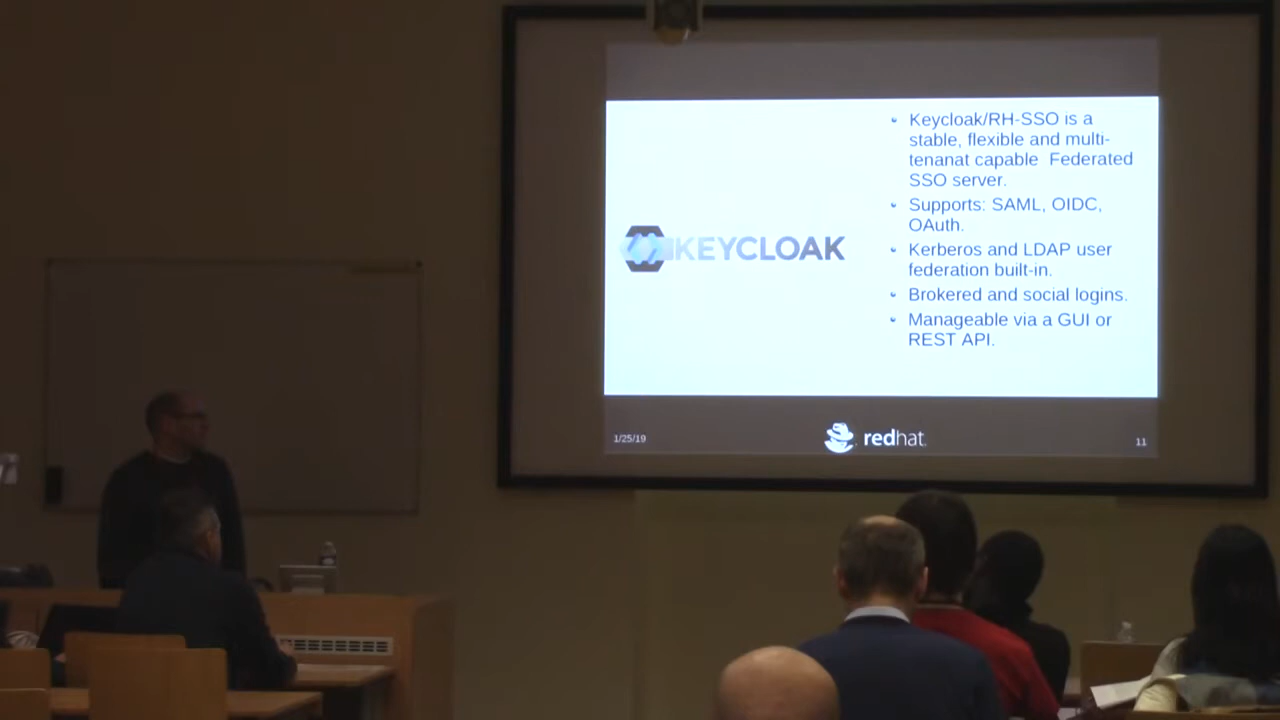 KEYCLOAK
Keycloak/RH-SSO is a
stable, flexible and multi-
tenanat capable Federated
SSO server.
Supports: SAML, OIDC,
OAuth.
Kerberos and LDAP user
federation built-in.
Brokered and social logins.
Manageable via a GUI or
REST API.
1/25/19
redhat.
11